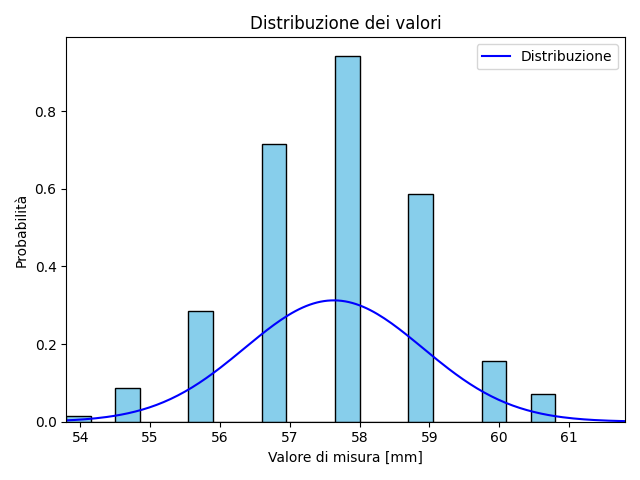 Distribuzione dei valori
Distribuzione
Probabilità
0.8
0.6
0.4
0.2
0.0
54 55 56 57 58 59 60 61
Valore di misura [mm]